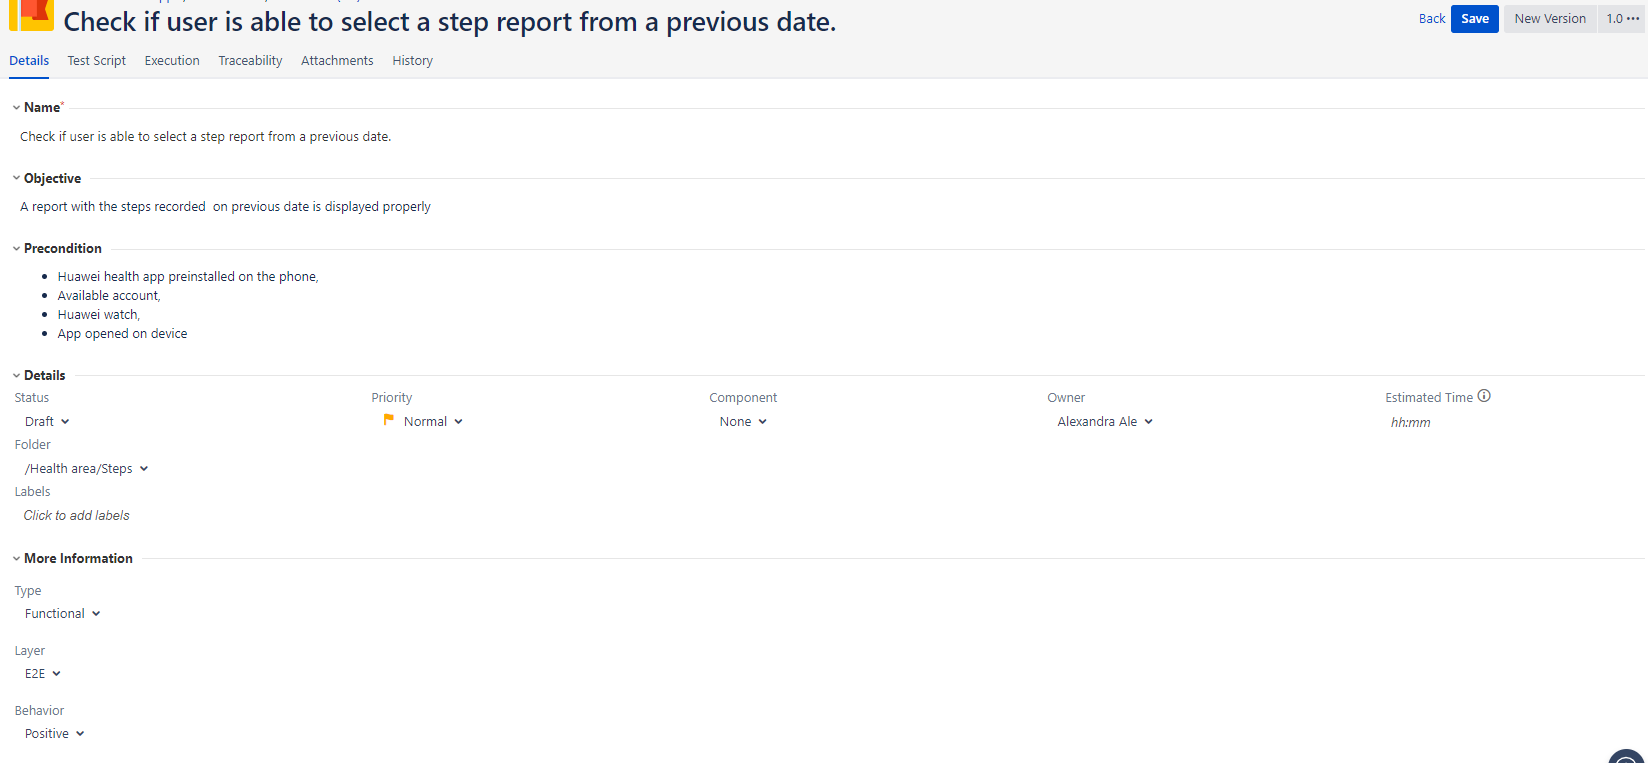 Check if user is able to select a step report from a previous date.
Back Save New Version 1.0 •••
Details Test Script Execution Traceability Attachments History
Name*
Check if user is able to select a step report from a previous date.
Objective
A report with the steps recorded  on previous date is displayed properly
Precondition
• Huawei health app preinstalled on the phone,
• Available account,
• Huawei watch,
• App opened on device
Details
Status Priority Component Owner Estimated Time
Draft Normal None Alexandra Ale hh:mm
Folder
/Health area/Steps
Labels
Click to add labels
More Information
Type
Functional
Layer
E2E
Behavior
Positive